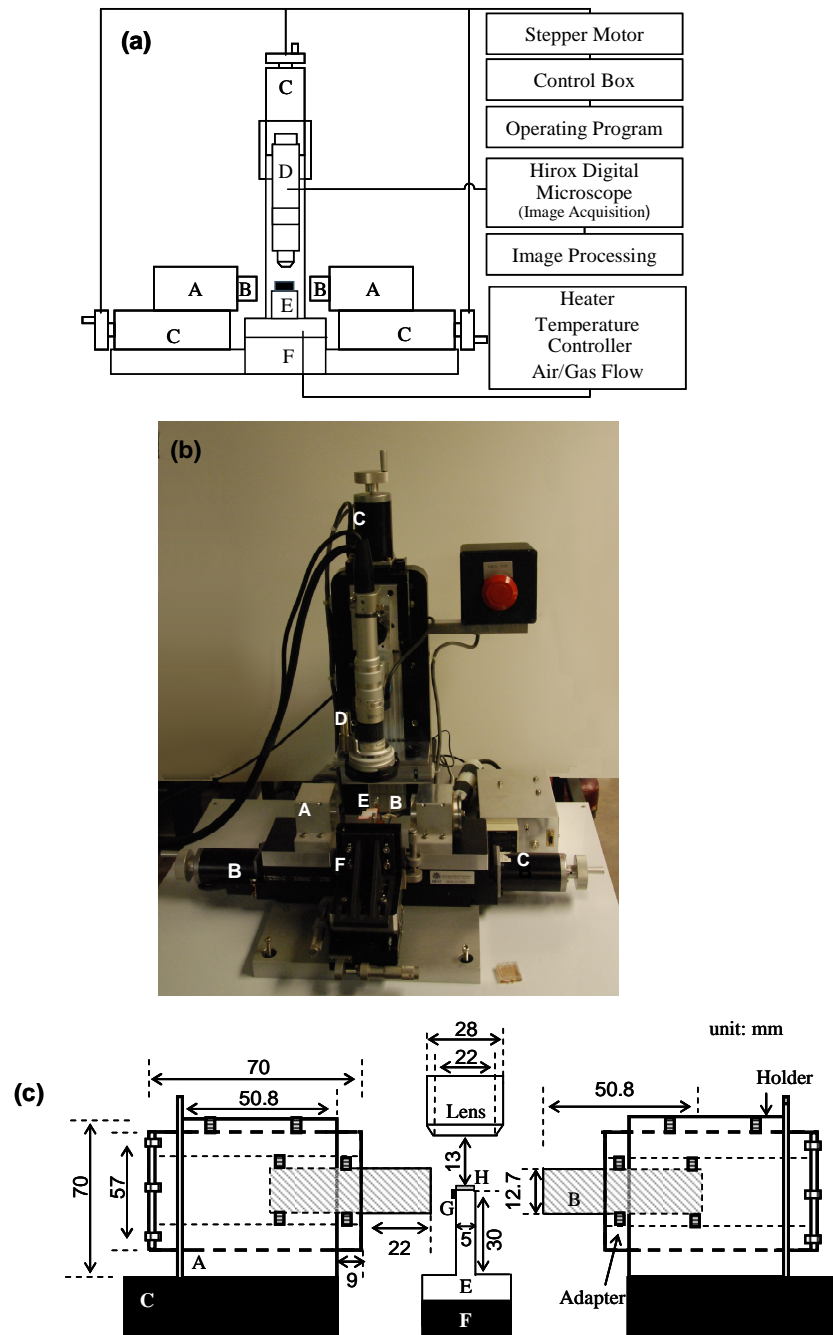 (a)
Stepper Motor
Control Box
Operating Program
Hirox Digital
Microscope
(Image Acquisition)
Image Processing
Heater
Temperature
Controller
Air/Gas Flow
C
D
A
B
B
A
E
C
C
F
(b)
C
D
A
E
B
F
B
C
(c)
unit: mm
28
22
70
50.8
Lens
50.8
Holder
13
H
70
57
G
12.7
B
5
30
22
A
9
E
Adapter
C
F